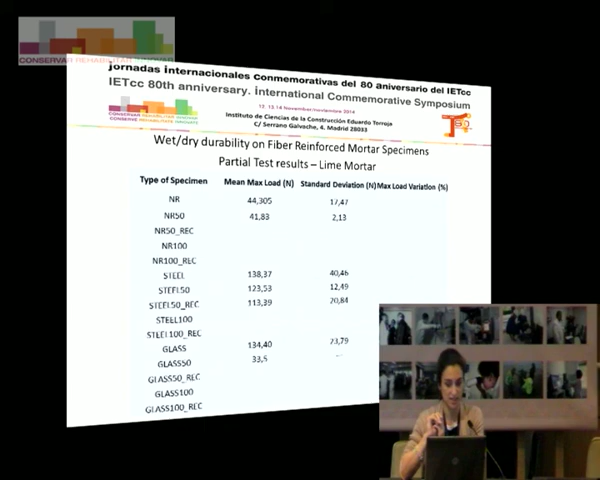 CONSERVAR REHABILITAR
Jornadas Internacionales Conmemorativas del 80 aniversario del IETcc
IETcc 80th anniversary. International Commemorative Symposium
12, 13, 14 November/noviembre 2014
Instituto de Ciencias de la Construcción Eduardo Torroja
C/ Serrano Galvache, 4. Madrid 28033
CONSERVAR REHABILITAR INNOVAR
CONSERVE REHABILITATE INNOVATE
Wet/dry durability on Fiber Reinforced Mortar Specimens
Partial Test results – Lime Mortar
Type of Specimen Mean Max Load (N) Standard Deviation (N) Max Load Variation (%)
NR 44,305 17,47
NR50 41,83 2,13
NR50_REC
NR100
NR100_REC
STEEL 138,37 40,46
STEEL50 123,53 12,49
STEEL50_REC 113,39 20,84
STEEL100
STEEL100_REC
GLASS 134,40 23,79
GLASS50 33,5
GLASS50_REC
GLASS100
GLASS100_REC